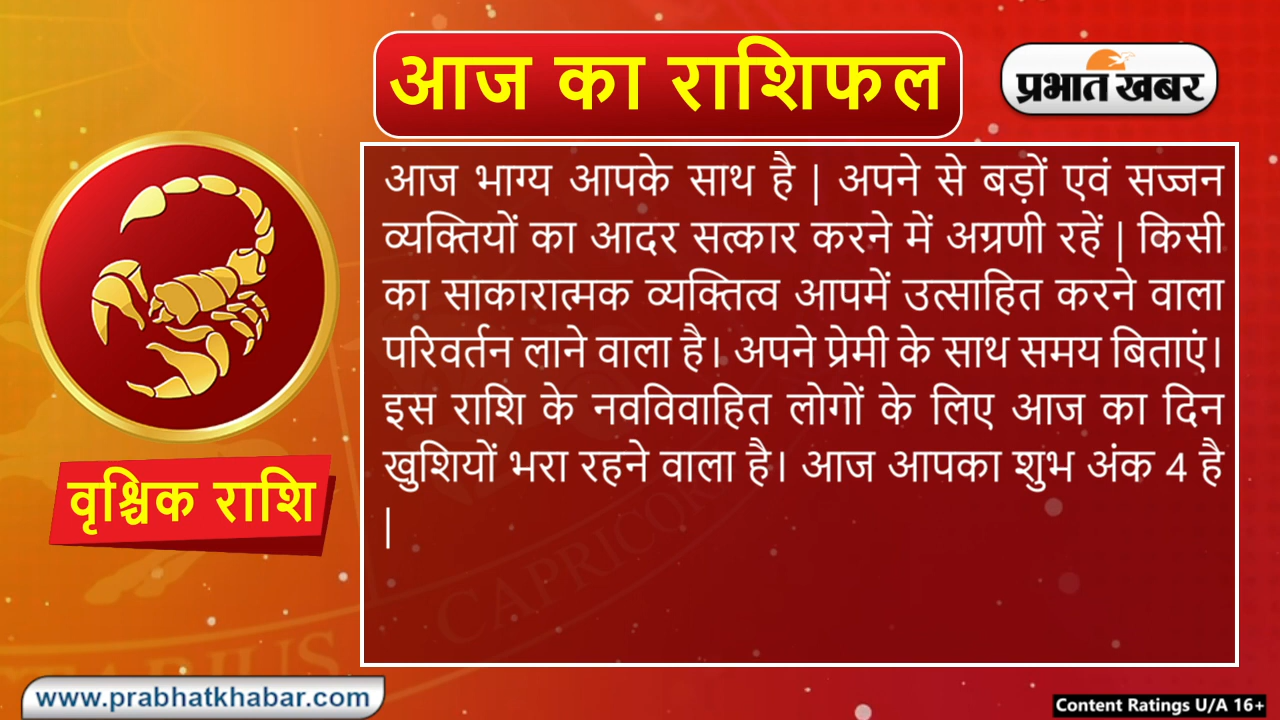 आज का राशिफल
प्रभात खबर
आज भाग्य आपके साथ है | अपने से बड़ों एवं सज्जन
व्यक्तियों का आदर सत्कार करने में अग्रणी रहें | किसी
का साकारात्मक व्यक्तित्व आपमें उत्साहित करने वाला
परिवर्तन लाने वाला है। अपने प्रेमी के साथ समय बिताएं।
इस राशि के नवविवाहित लोगों के लिए आज का दिन
खुशियों भरा रहने वाला है। आज आपका शुभ अंक 4 है
|
वृश्चिक राशि
CAPRICORN
TARIUS
www.prabhatkhabar.com
Content Ratings U/A 16+